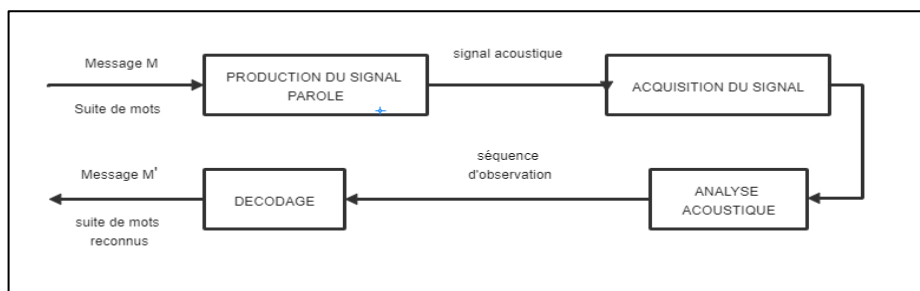 Message M
Suite de mots
PRODUCTION DU SIGNAL
PAROLE
signal acoustique
ACQUISITION DU SIGNAL
ANALYSE
ACOUSTIQUE
séquence
d'observation
DECODAGE
Message M'
suite de mots
reconnus